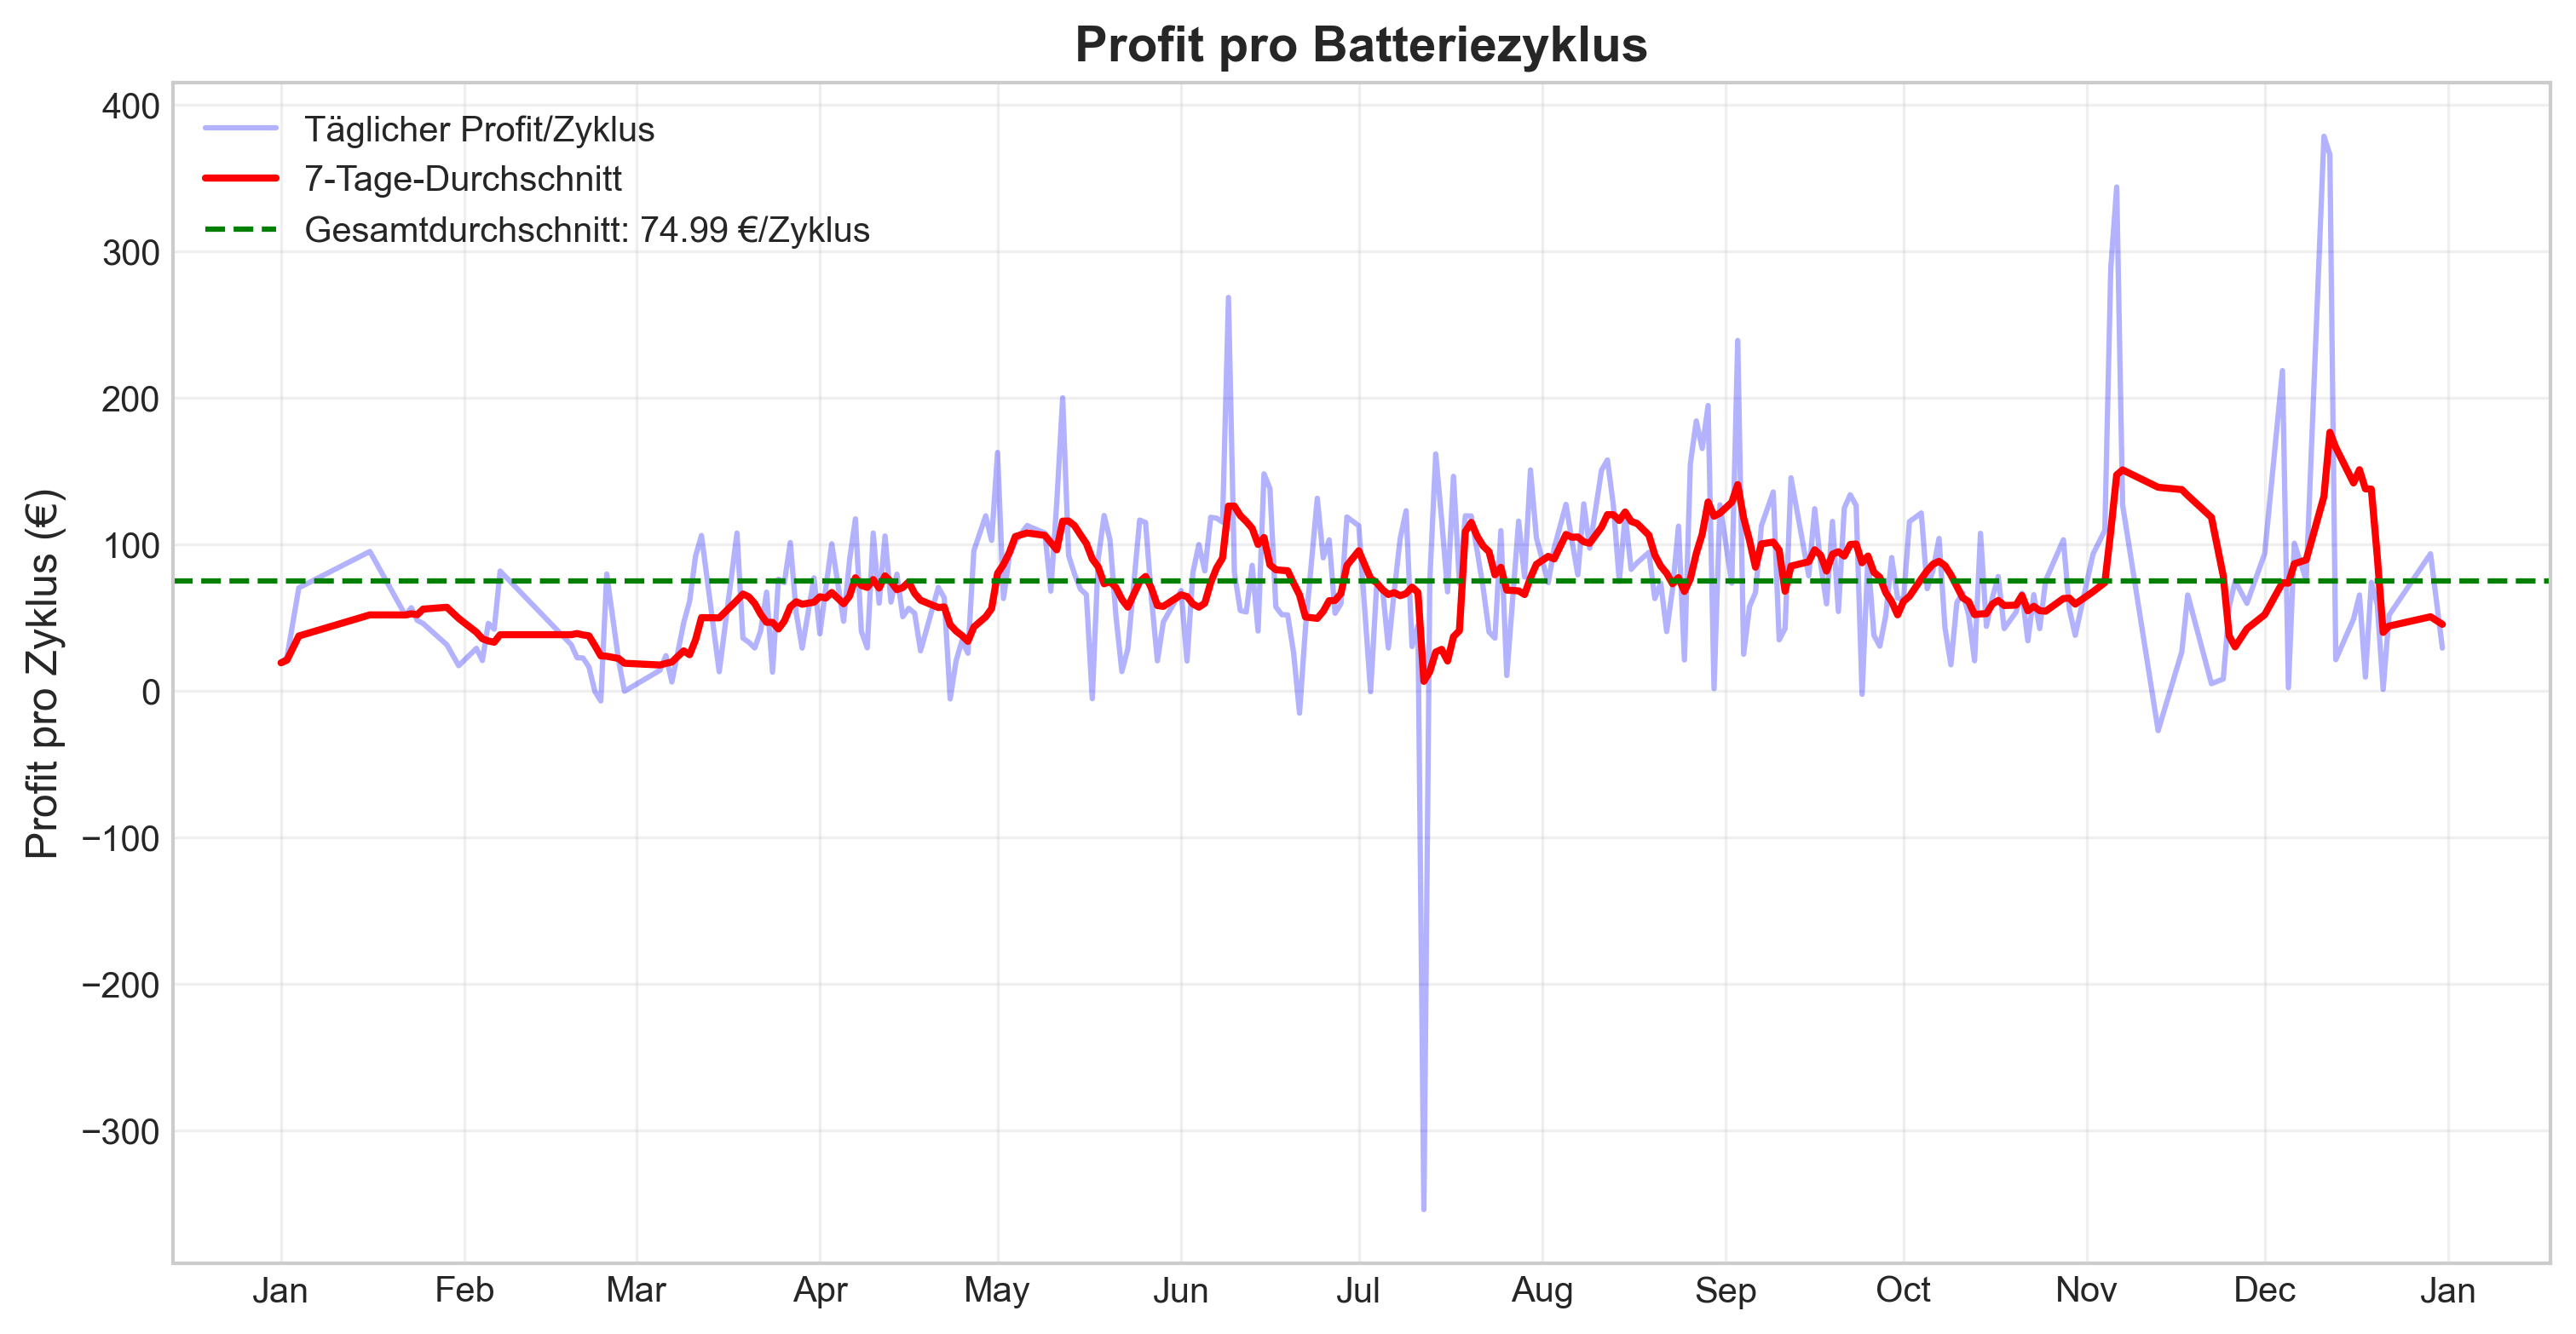 Profit pro Batteriezyklus
Täglicher Profit/Zyklus
7-Tage-Durchschnitt
Gesamtdurchschnitt: 74.99 €/Zyklus
Profit pro Zyklus (€)
400
300
200
100
0
−100
−200
−300
Jan Feb Mar Apr May Jun Jul Aug Sep Oct Nov Dec Jan